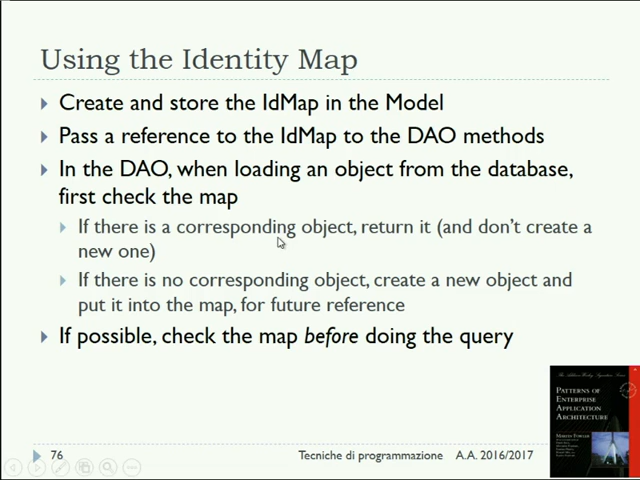 Using the Identity Map
Create and store the IdMap in the Model
Pass a reference to the IdMap to the DAO methods
In the DAO, when loading an object from the database,
first check the map
If there is a corresponding object, return it (and don't create a
new one)
If there is no corresponding object, create a new object and
put it into the map, for future reference
If possible, check the map before doing the query
PATTERNS OF
ENTERPRISE
APPLICATION
ARCHITECTURE
MARTIN FOWLER
76
Tecniche di programmazione A.A. 2016/2017